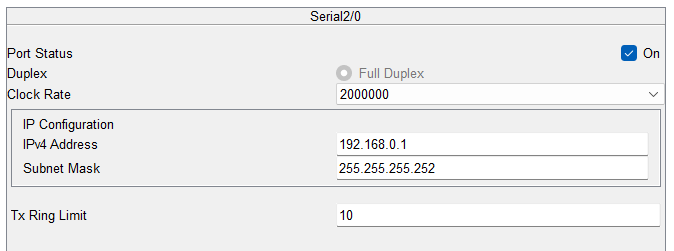 Serial2/0
Port Status On
Duplex Full Duplex
Clock Rate 2000000
IP Configuration
IPv4 Address 192.168.0.1
Subnet Mask 255.255.255.252
Tx Ring Limit 10